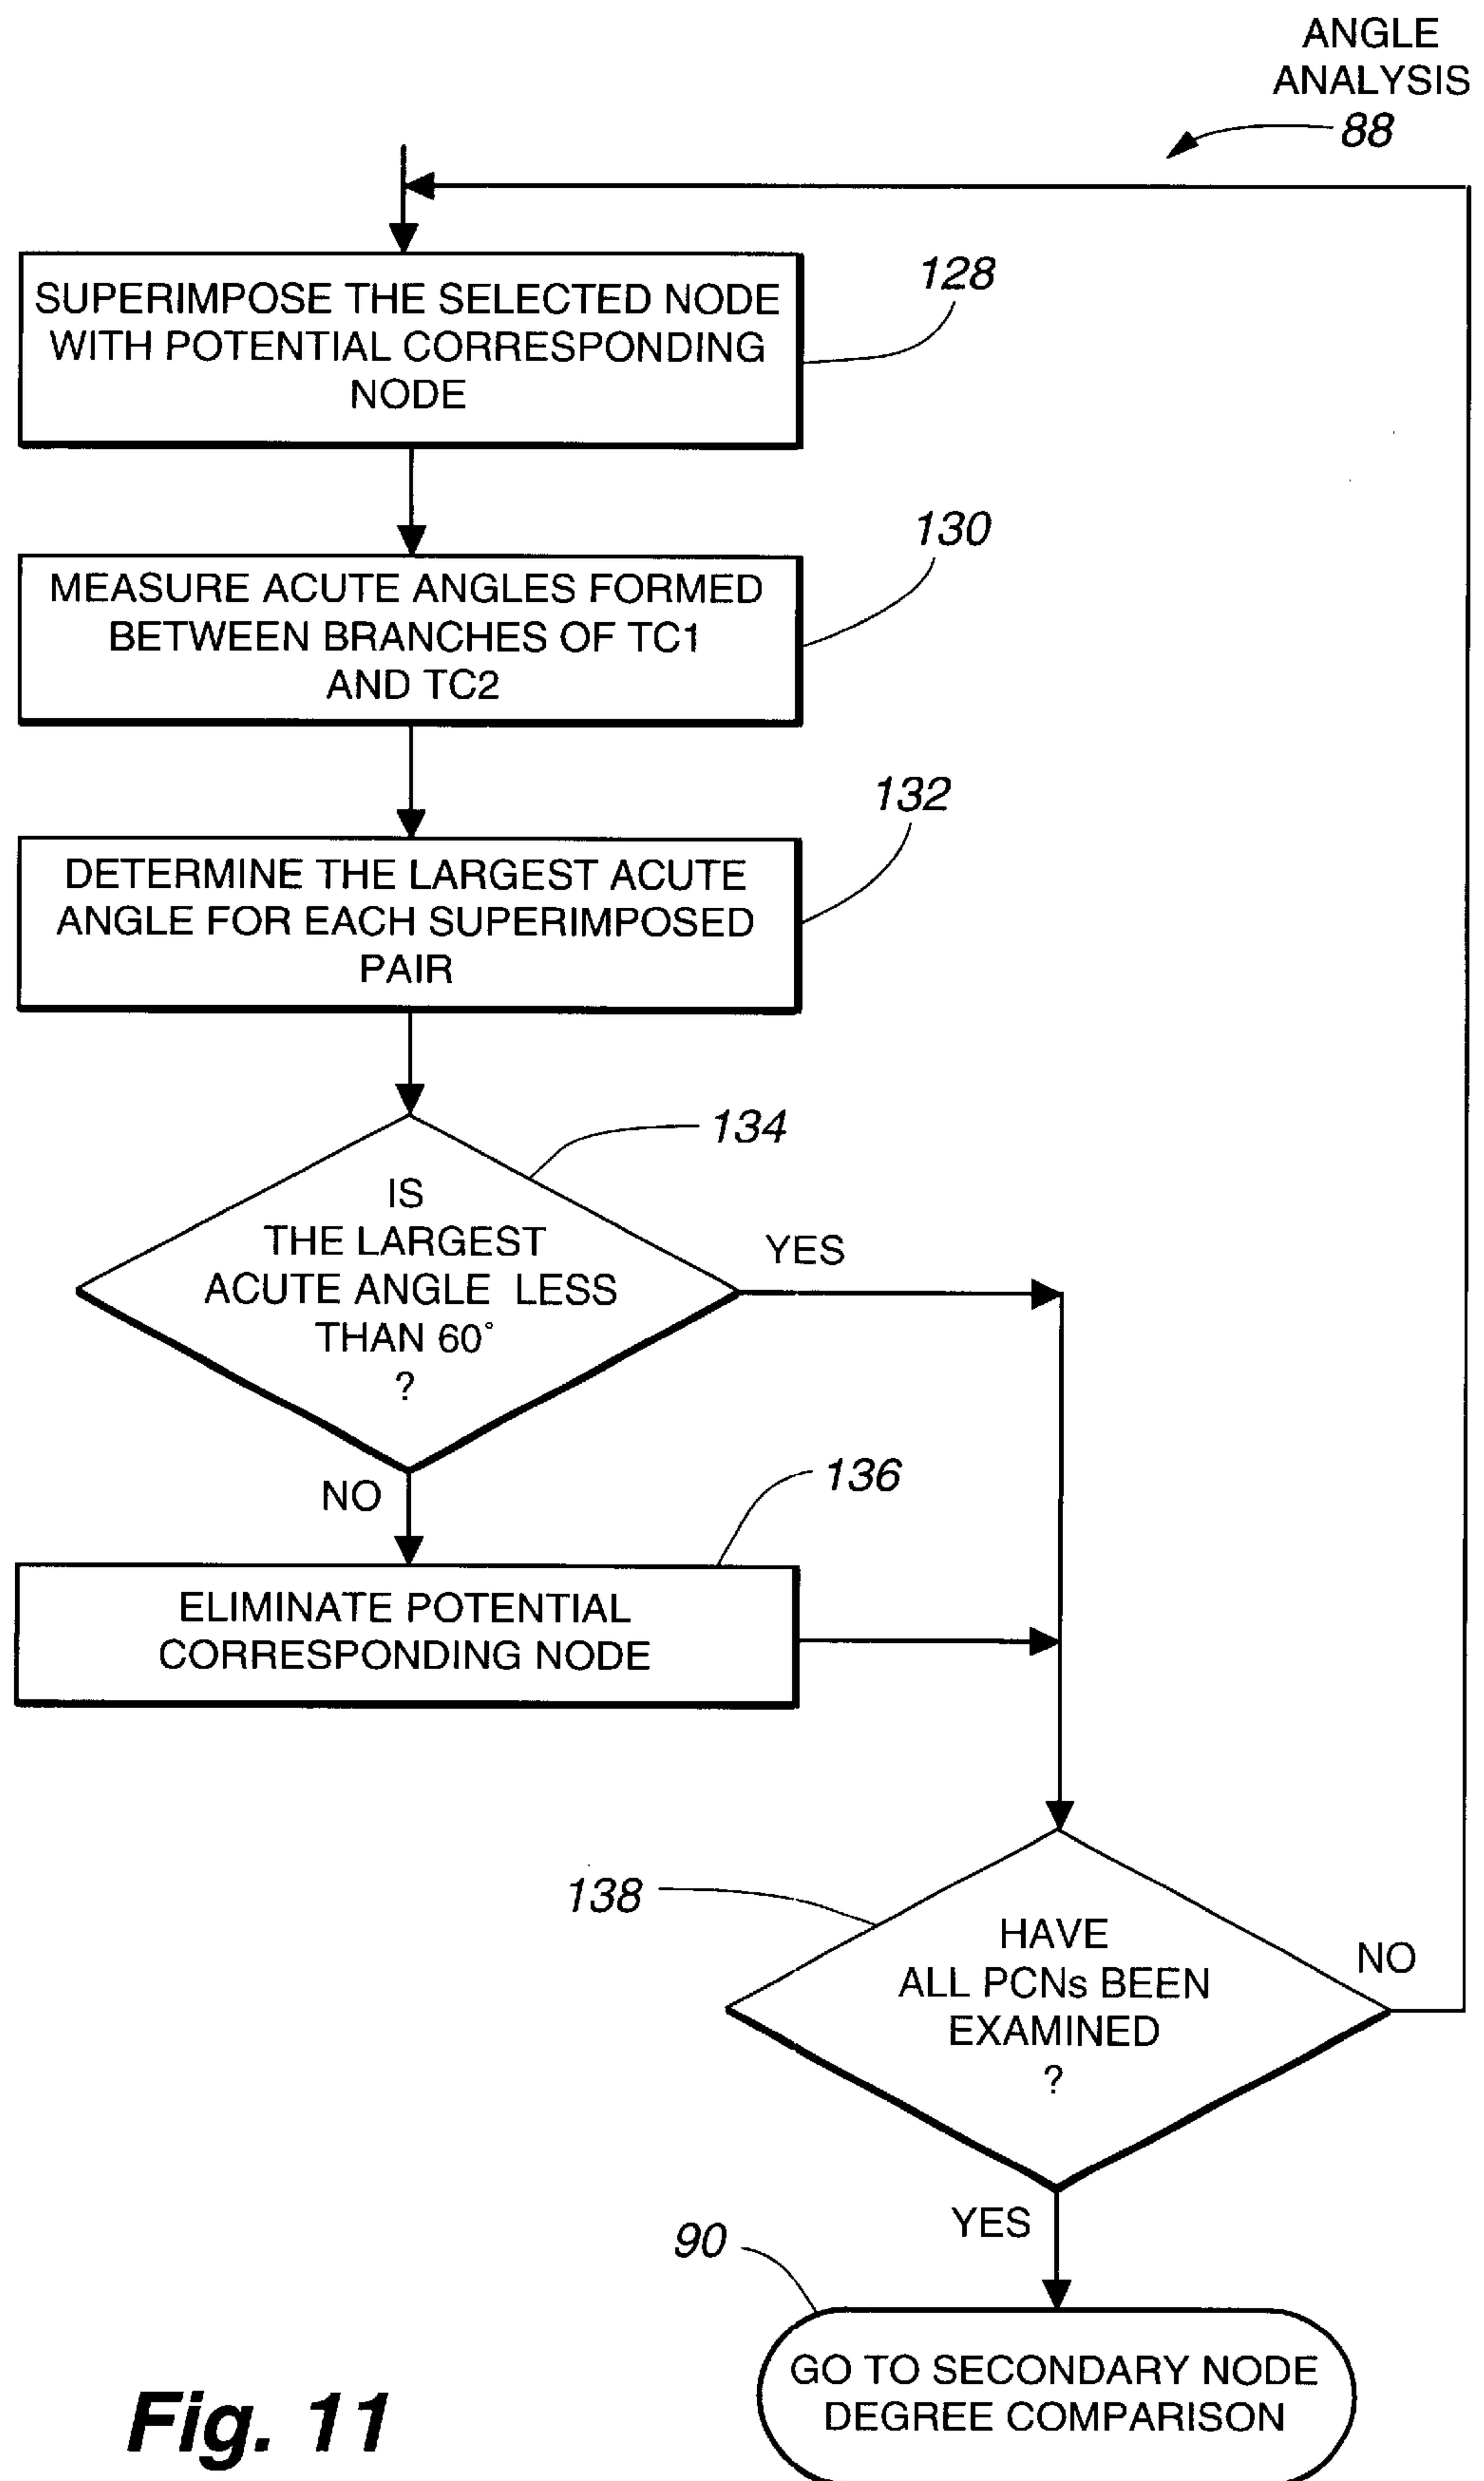 ANGLE
ANALYSIS
88
SUPERIMPOSE THE SELECTED NODE
WITH POTENTIAL CORRESPONDING
NODE
128
MEASURE ACUTE ANGLES FORMED
BETWEEN BRANCHES OF TC1
AND TC2
130
DETERMINE THE LARGEST ACUTE
ANGLE FOR EACH SUPERIMPOSED
PAIR
132
IS
THE LARGEST
ACUTE ANGLE LESS
THAN 60°
?
134
YES
NO
ELIMINATE POTENTIAL
CORRESPONDING NODE
136
138
HAVE
ALL PCNs BEEN
EXAMINED
?
NO
YES
90
GO TO SECONDARY NODE
DEGREE COMPARISON
Fig. 11